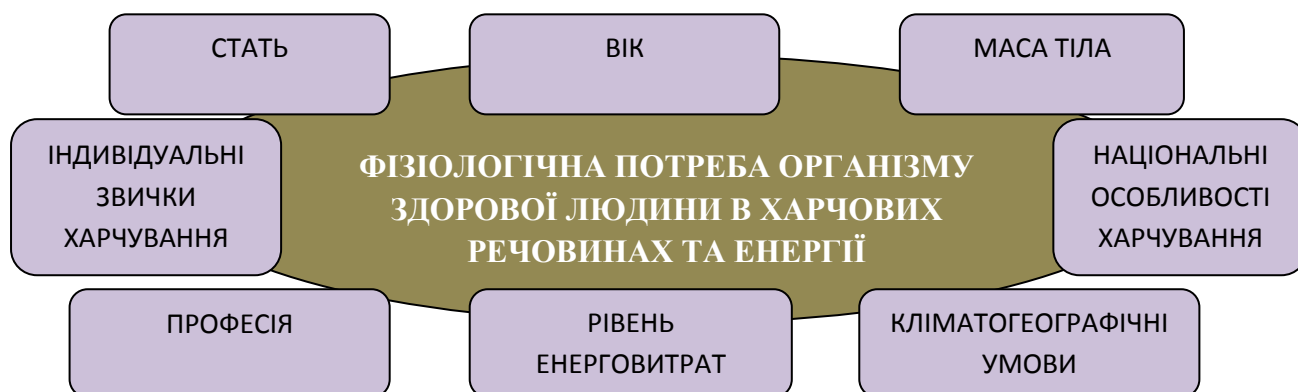 СТАТЬ
ВІК
МАСА ТІЛА
ІНДИВІДУАЛЬНІ
ЗВИЧКИ
ХАРЧУВАННЯ
ФІЗІОЛОГІЧНА ПОТРЕБА ОРГАНІЗМУ
ЗДОРОВОЇ ЛЮДИНИ В ХАРЧОВИХ
РЕЧОВИНАХ ТА ЕНЕРГІЇ
НАЦІОНАЛЬНІ
ОСОБЛИВОСТІ
ХАРЧУВАННЯ
ПРОФЕСІЯ
РІВЕНЬ
ЕНЕРГОВИТРАТ
КЛІМАТОГЕОГРАФІЧНІ
УМОВИ